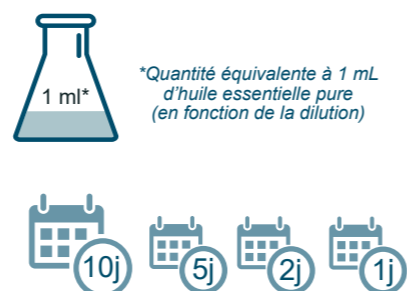 1 ml*
*Quantité équivalente à 1 mL
d'huile essentielle pure
(en fonction de la dilution)
10j
5j
2j
1j